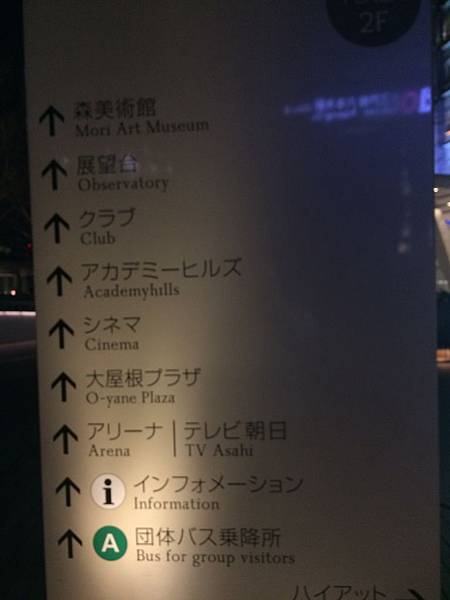 2F
森美術館
Mori Art Museum
展望台
Observatory
クラブ
Club
アカデミーヒルズ
Academyhills
シネマ
Cinema
大屋根プラザ
O-yane Plaza
アリーナ | テレビ朝日
Arena TV Asahi
i インフォメーション
Information
A 団体バス乗降所
Bus for group visitors
ハイアット